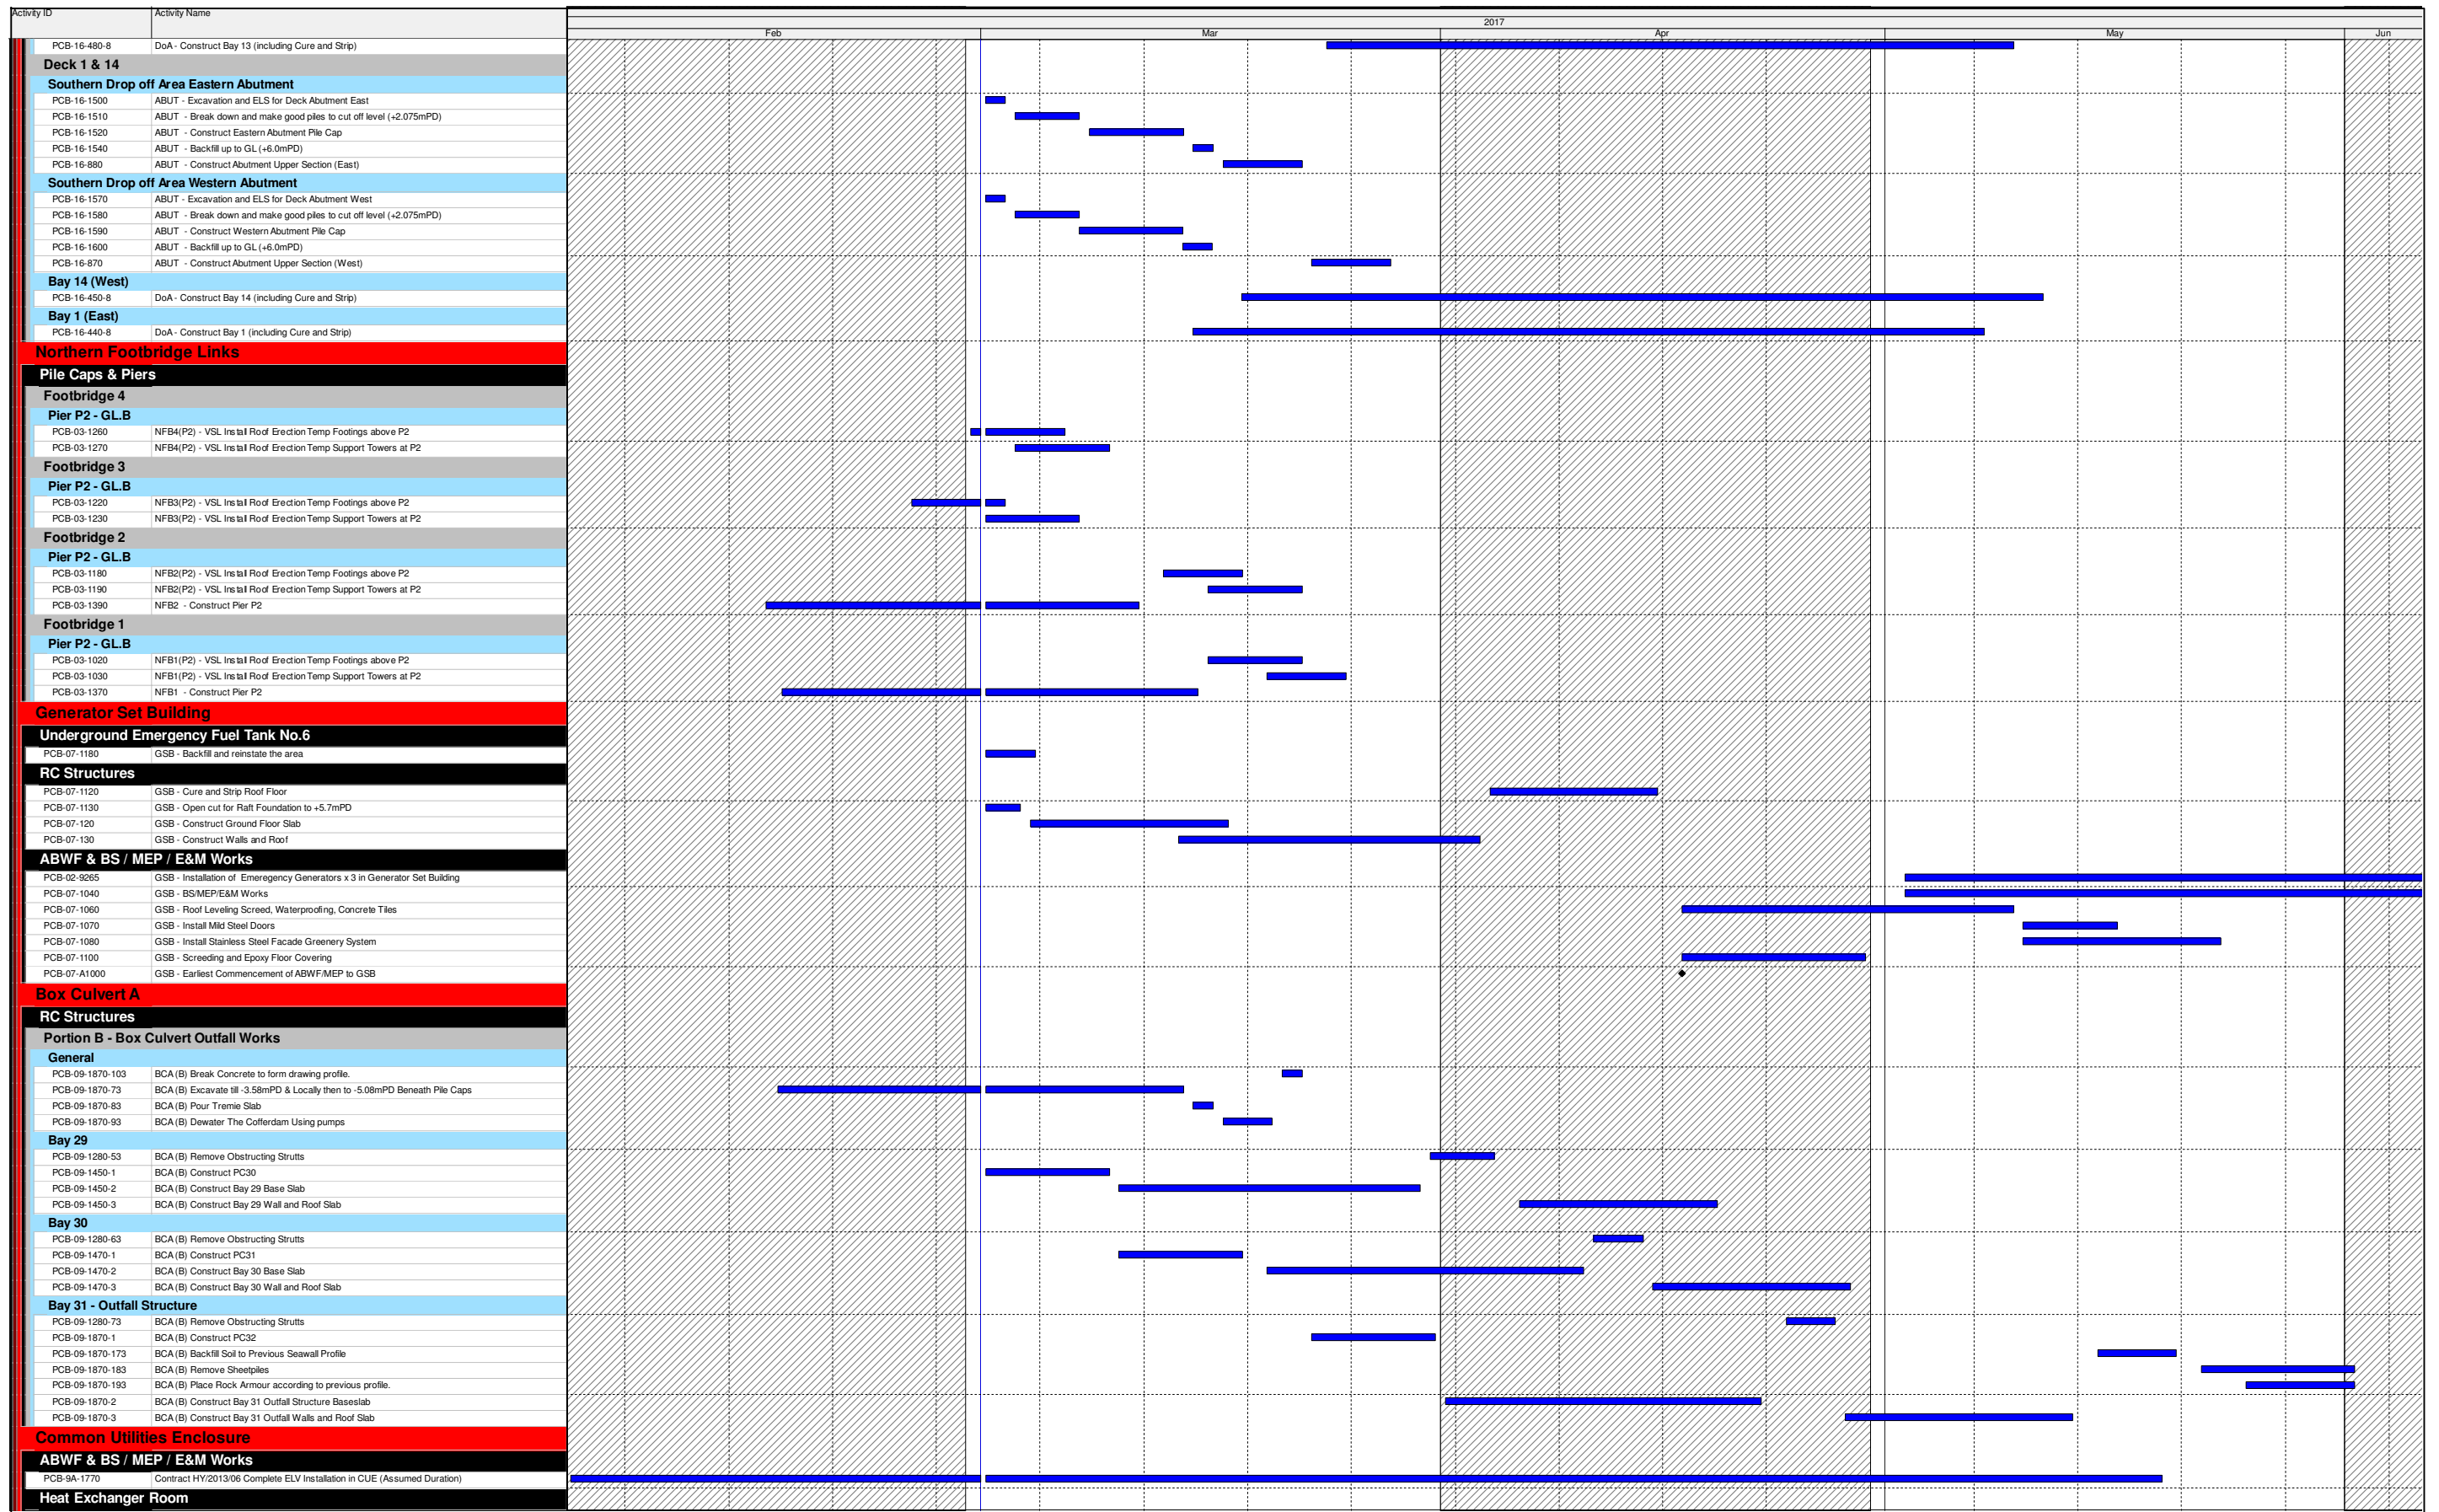 Activity ID Activity Name
2017
Feb Mar Apr May Jun
PCB-16-480-8 DoA - Construct Bay 13 (including Cure and Strip)
Deck 1 & 14
Southern Drop off Area Eastern Abutment
PCB-16-1500 ABUT - Excavation and ELS for Deck Abutment East
PCB-16-1510 ABUT - Break down and make good piles to cut off level (+2.075mPD)
PCB-16-1520 ABUT - Construct Eastern Abutment Pile Cap
PCB-16-1540 ABUT - Backfill up to GL (+6.0mPD)
PCB-16-880 ABUT - Construct Abutment Upper Section (East)
Southern Drop off Area Western Abutment
PCB-16-1570 ABUT - Excavation and ELS for Deck Abutment West
PCB-16-1580 ABUT - Break down and make good piles to cut off level (+2.075mPD)
PCB-16-1590 ABUT - Construct Western Abutment Pile Cap
PCB-16-1600 ABUT - Backfill up to GL (+6.0mPD)
PCB-16-870 ABUT - Construct Abutment Upper Section (West)
Bay 14 (West)
PCB-16-450-8 DoA - Construct Bay 14 (including Cure and Strip)
Bay 1 (East)
PCB-16-440-8 DoA - Construct Bay 1 (including Cure and Strip)
Northern Footbridge Links
Pile Caps & Piers
Footbridge 4
Pier P2 - GL.B
PCB-03-1260 NFB4(P2) - VSL Install Roof Erection Temp Footings above P2
PCB-03-1270 NFB4(P2) - VSL Install Roof Erection Temp Support Towers at P2
Footbridge 3
Pier P2 - GL.B
PCB-03-1220 NFB3(P2) - VSL Install Roof Erection Temp Footings above P2
PCB-03-1230 NFB3(P2) - VSL Install Roof Erection Temp Support Towers at P2
Footbridge 2
Pier P2 - GL.B
PCB-03-1180 NFB2(P2) - VSL Install Roof Erection Temp Footings above P2
PCB-03-1190 NFB2(P2) - VSL Install Roof Erection Temp Support Towers at P2
PCB-03-1390 NFB2 - Construct Pier P2
Footbridge 1
Pier P2 - GL.B
PCB-03-1020 NFB1(P2) - VSL Install Roof Erection Temp Footings above P2
PCB-03-1030 NFB1(P2) - VSL Install Roof Erection Temp Support Towers at P2
PCB-03-1370 NFB1 - Construct Pier P2
Generator Set Building
Underground Emergency Fuel Tank No.6
PCB-07-1180 GSB - Backfill and reinstate the area
RC Structures
PCB-07-1120 GSB - Cure and Strip Roof Floor
PCB-07-1130 GSB - Open cut for Raft Foundation to +5.7mPD
PCB-07-120 GSB - Construct Ground Floor Slab
PCB-07-130 GSB - Construct Walls and Roof
ABWF & BS / MEP / E&M Works
PCB-02-9265 GSB - Installation of Emeregency Generators x 3 in Generator Set Building
PCB-07-1040 GSB - BS/MEP/E&M Works
PCB-07-1060 GSB - Roof Leveling Screed, Waterproofing, Concrete Tiles
PCB-07-1070 GSB - Install Mild Steel Doors
PCB-07-1080 GSB - Install Stainless Steel Facade Greenery System
PCB-07-1100 GSB - Screeding and Epoxy Floor Covering
PCB-07-A1000 GSB - Earliest Commencement of ABWF/MEP to GSB
Box Culvert A
RC Structures
Portion B - Box Culvert Outfall Works
General
PCB-09-1870-103 BCA (B) Break Concrete to form drawing profile.
PCB-09-1870-73 BCA (B) Excavate till -3.58mPD & Locally then to -5.08mPD Beneath Pile Caps
PCB-09-1870-83 BCA (B) Pour Tremie Slab
PCB-09-1870-93 BCA (B) Dewater The Cofferdam Using pumps
Bay 29
PCB-09-1280-53 BCA (B) Remove Obstructing Strutts
PCB-09-1450-1 BCA (B) Construct PC30
PCB-09-1450-2 BCA (B) Construct Bay 29 Base Slab
PCB-09-1450-3 BCA (B) Construct Bay 29 Wall and Roof Slab
Bay 30
PCB-09-1280-63 BCA (B) Remove Obstructing Strutts
PCB-09-1470-1 BCA (B) Construct PC31
PCB-09-1470-2 BCA (B) Construct Bay 30 Base Slab
PCB-09-1470-3 BCA (B) Construct Bay 30 Wall and Roof Slab
Bay 31 - Outfall Structure
PCB-09-1280-73 BCA (B) Remove Obstructing Strutts
PCB-09-1870-1 BCA (B) Construct PC32
PCB-09-1870-173 BCA (B) Backfill Soil to Previous Seawall Profile
PCB-09-1870-183 BCA (B) Remove Sheetpiles
PCB-09-1870-193 BCA (B) Place Rock Armour according to previous profile.
PCB-09-1870-2 BCA (B) Construct Bay 31 Outfall Structure Baseslab
PCB-09-1870-3 BCA (B) Construct Bay 31 Outfall Walls and Roof Slab
Common Utilities Enclosure
ABWF & BS / MEP / E&M Works
PCB-9A-1770 Contract HY/2013/06 Complete ELV Installation in CUE (Assumed Duration)
Heat Exchanger Room